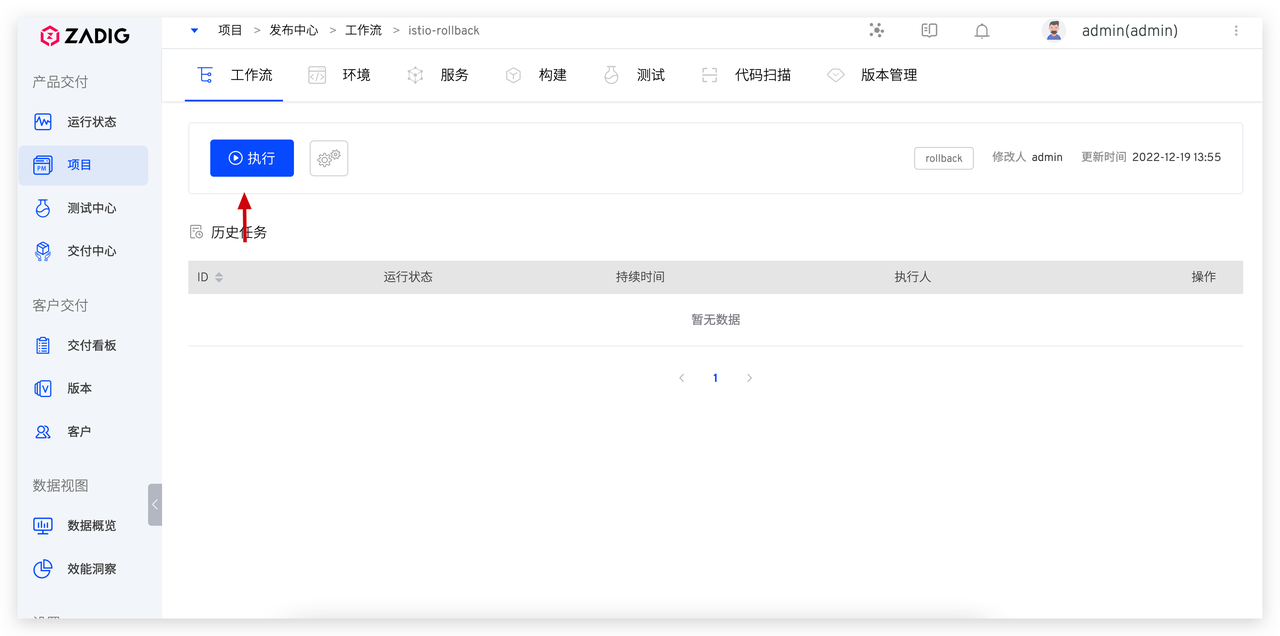 ZADIG
项目 > 发布中心 > 工作流 > istio-rollback
admin(admin)
产品交付
运行状态
项目
测试中心
交付中心
客户交付
交付看板
版本
客户
数据视图
数据概览
效能洞察
工作流 环境 服务 构建 测试 代码扫描 版本管理
执行
rollback 修改人 admin 更新时间 2022-12-19 13:55
历史任务
ID 运行状态 持续时间 执行人 操作
暂无数据
1